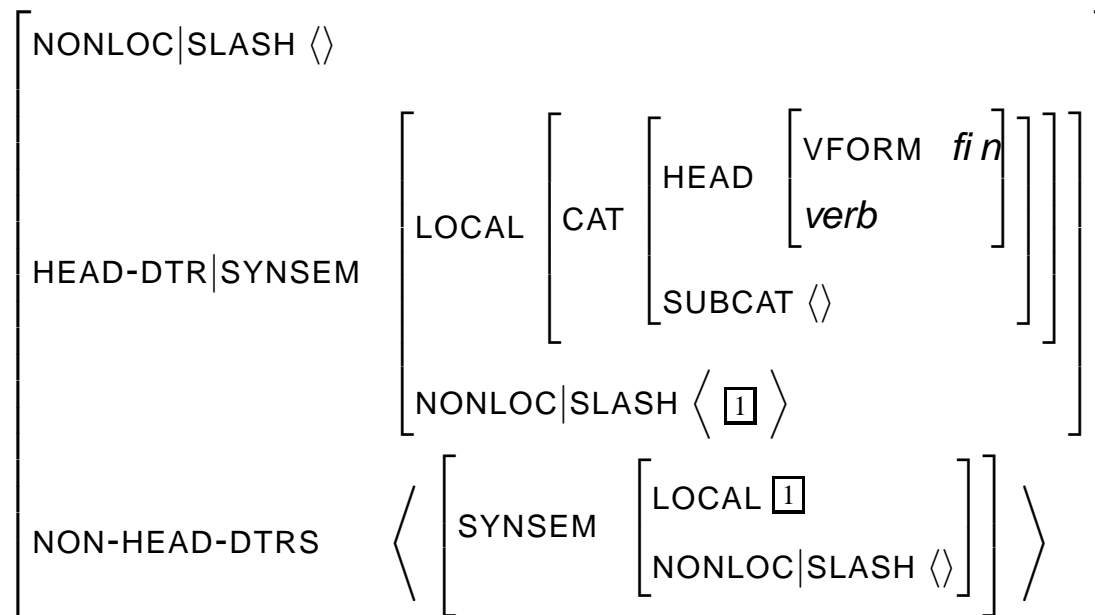 NONLOC|SLASH ⟨⟩
VFORM fin
HEAD
verb
LOCAL CAT
HEAD-DTR|SYNSEM
SUBCAT ⟨⟩
NONLOC|SLASH ⟨ 1 ⟩
LOCAL 1
SYNSEM
NON-HEAD-DTRS
NONLOC|SLASH ⟨⟩